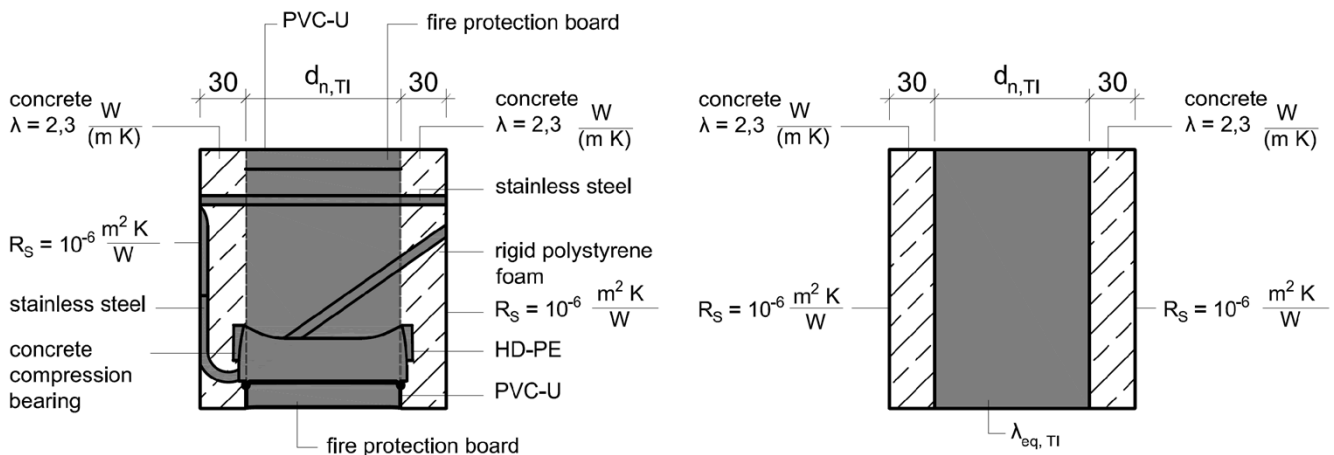 PVC-U
fire protection board
30
d_n,TI
30
concrete
λ = 2,3 W/(m K)
concrete
λ = 2,3 W/(m K)
stainless steel
R_S = 10⁻⁶ m² K/W
rigid polystyrene
foam
stainless steel
R_S = 10⁻⁶ m² K/W
concrete
compression
bearing
HD-PE
PVC-U
fire protection board
30
d_n,TI
30
concrete
λ = 2,3 W/(m K)
concrete
λ = 2,3 W/(m K)
R_S = 10⁻⁶ m² K/W
R_S = 10⁻⁶ m² K/W
λ_eq, TI